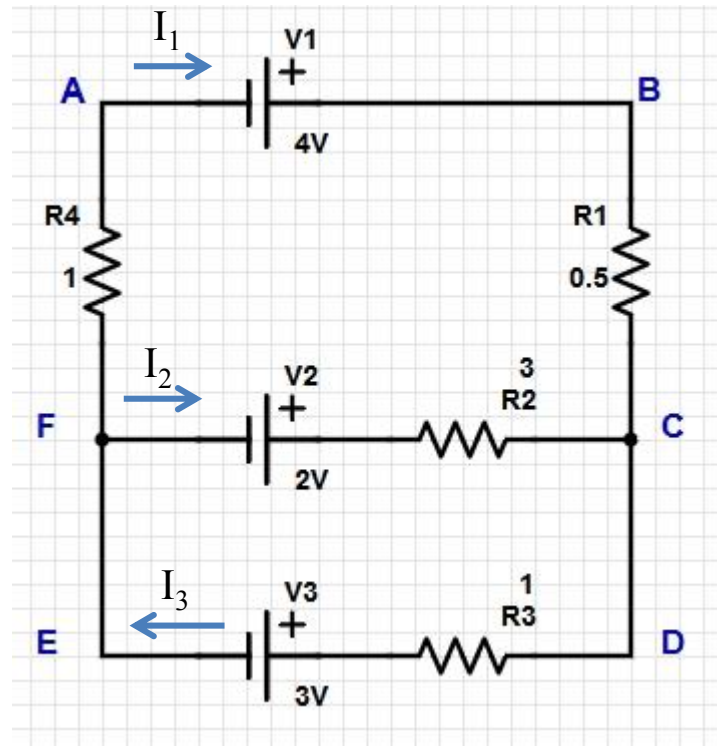 I₁
V1
+
A
B
4V
R4
R1
1
0.5
I₂
V2
3
+
R2
F
C
2V
I₃
V3
1
+
R3
E
D
3V